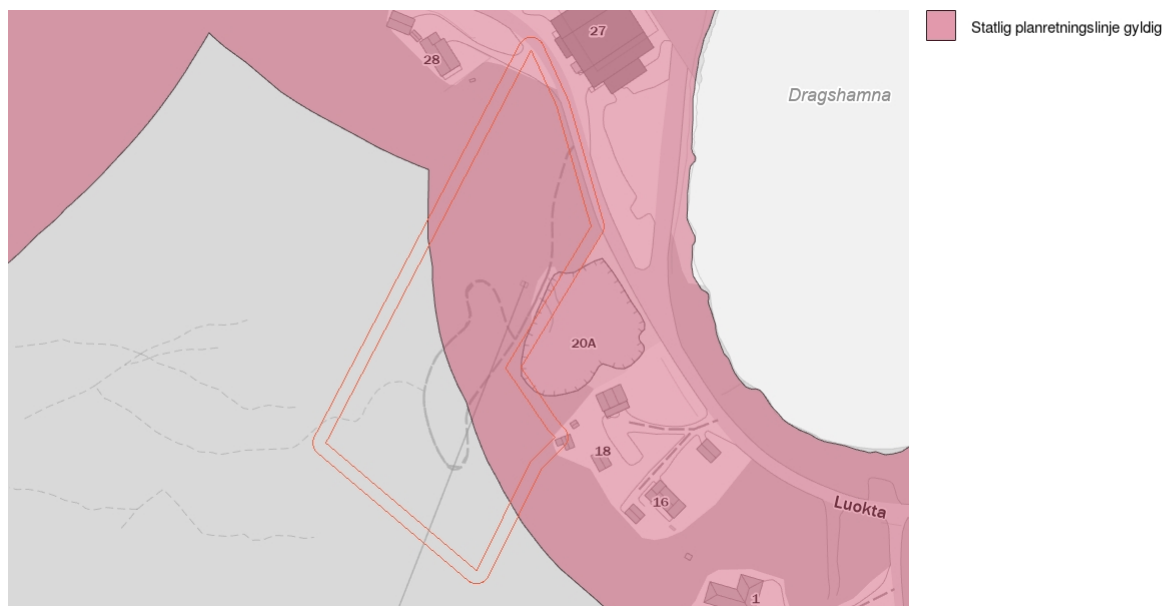 Statlig planretningslinje gyldig
27
28
Dragshamna
20A
18
16
Luokta
1